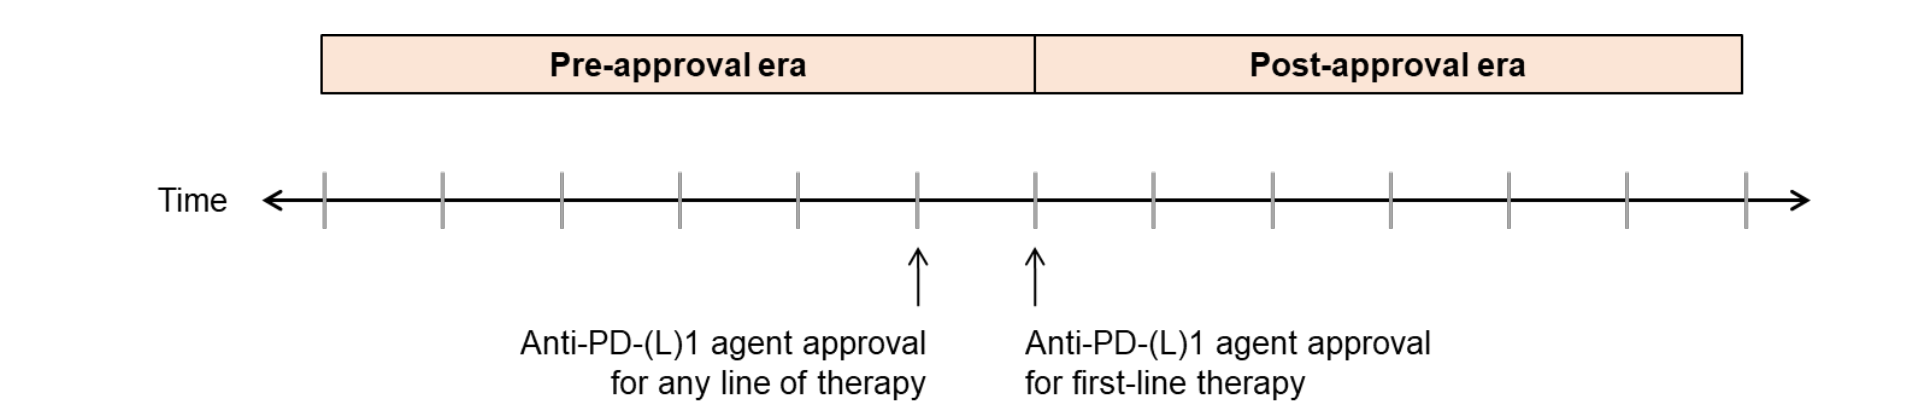 Pre-approval era
Post-approval era
Time
Anti-PD-(L)1 agent approval
for any line of therapy
Anti-PD-(L)1 agent approval
for first-line therapy